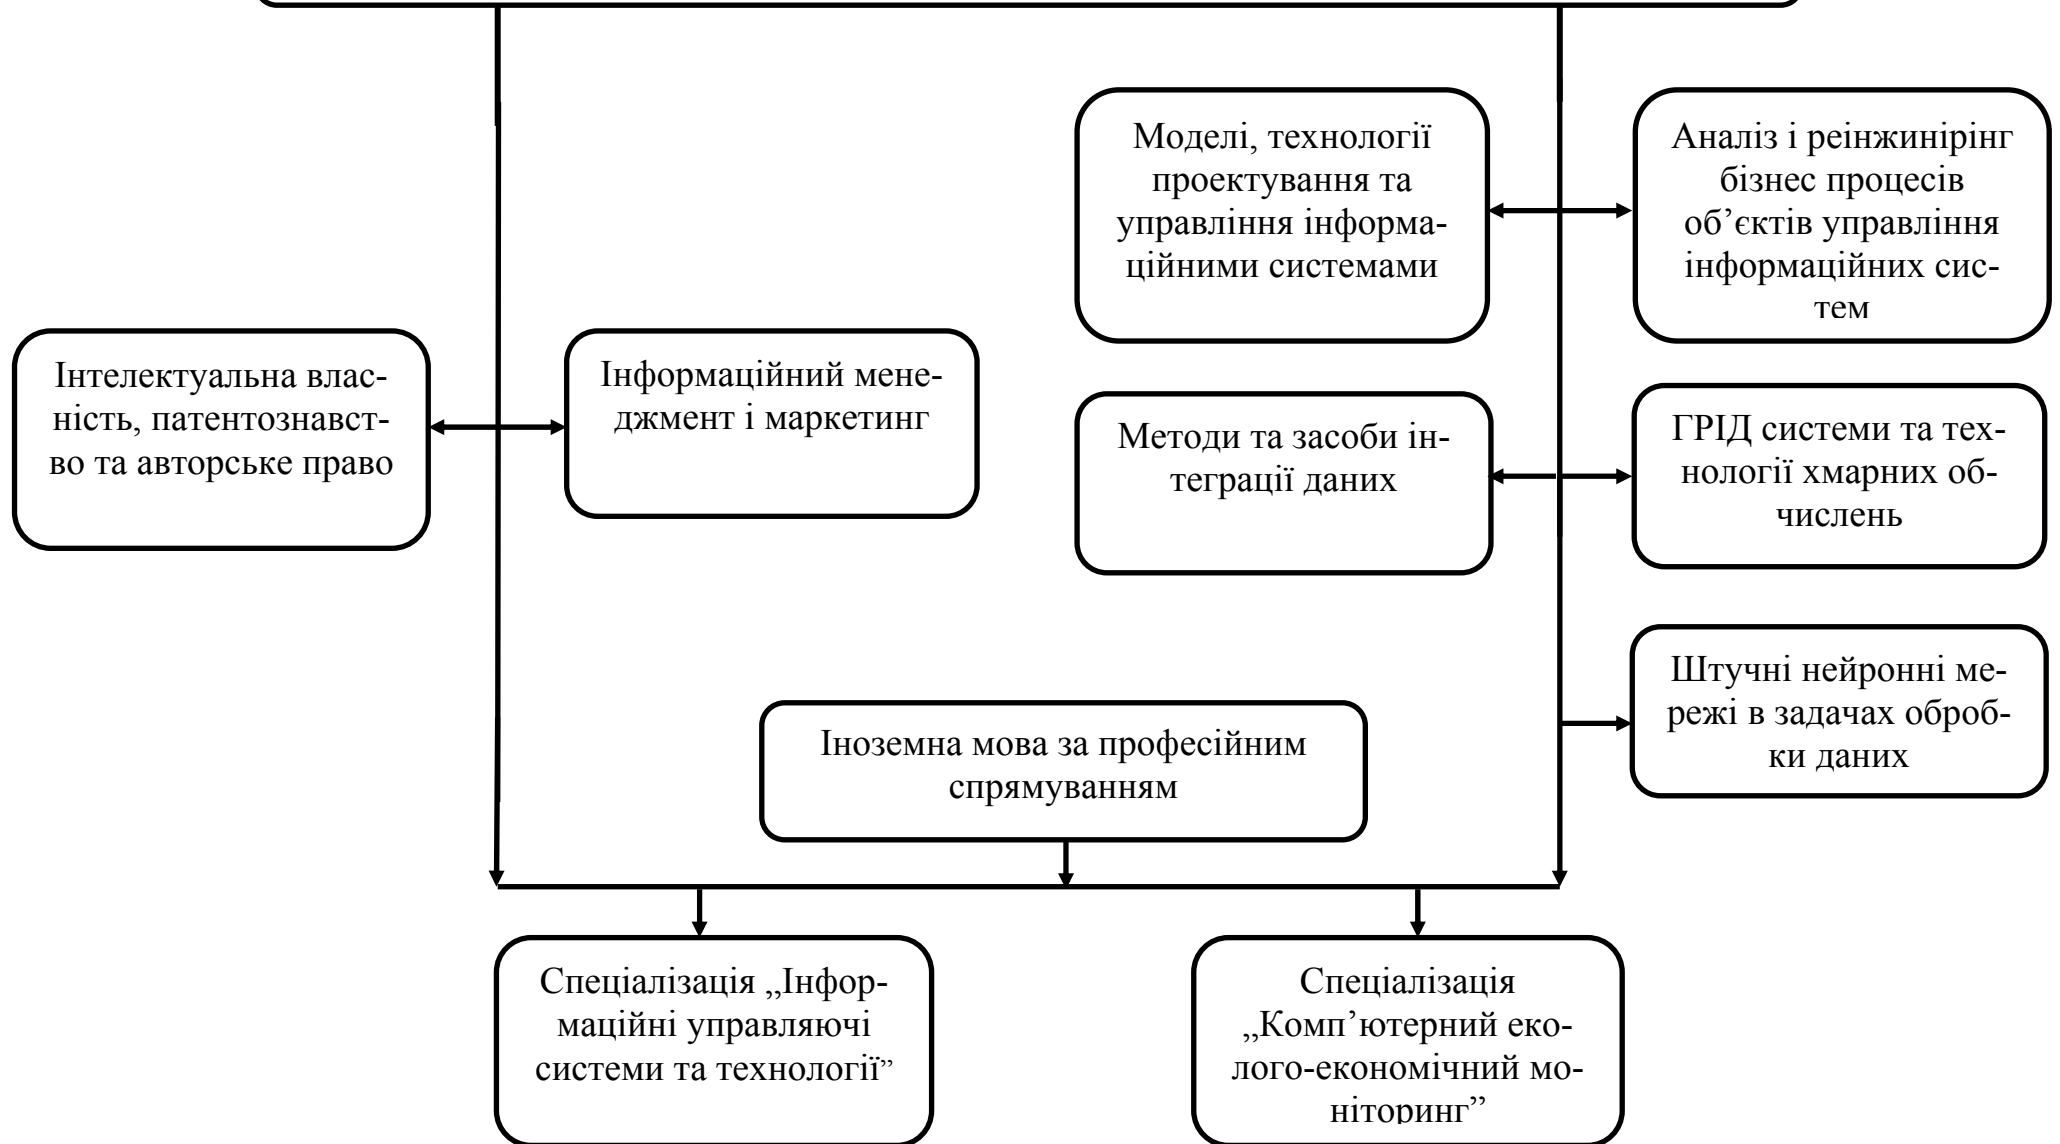 Моделі, технології
проектування та
управління інформа-
ційними системами
Аналіз і реінжинірінг
бізнес процесів
об’єктів управління
інформаційних сис-
тем
Інтелектуальна влас-
ність, патентознавст-
во та авторське право
Інформаційний мене-
джмент і маркетинг
Методи та засоби ін-
теграції даних
ГРІД системи та тех-
нології хмарних об-
числень
Штучні нейронні ме-
режі в задачах оброб-
ки даних
Іноземна мова за професійним
спрямуванням
Спеціалізація „Інфор-
маційні управляючі
системи та технології”
Спеціалізація
„Комп’ютерний еко-
лого-економічний мо-
ніторинг”